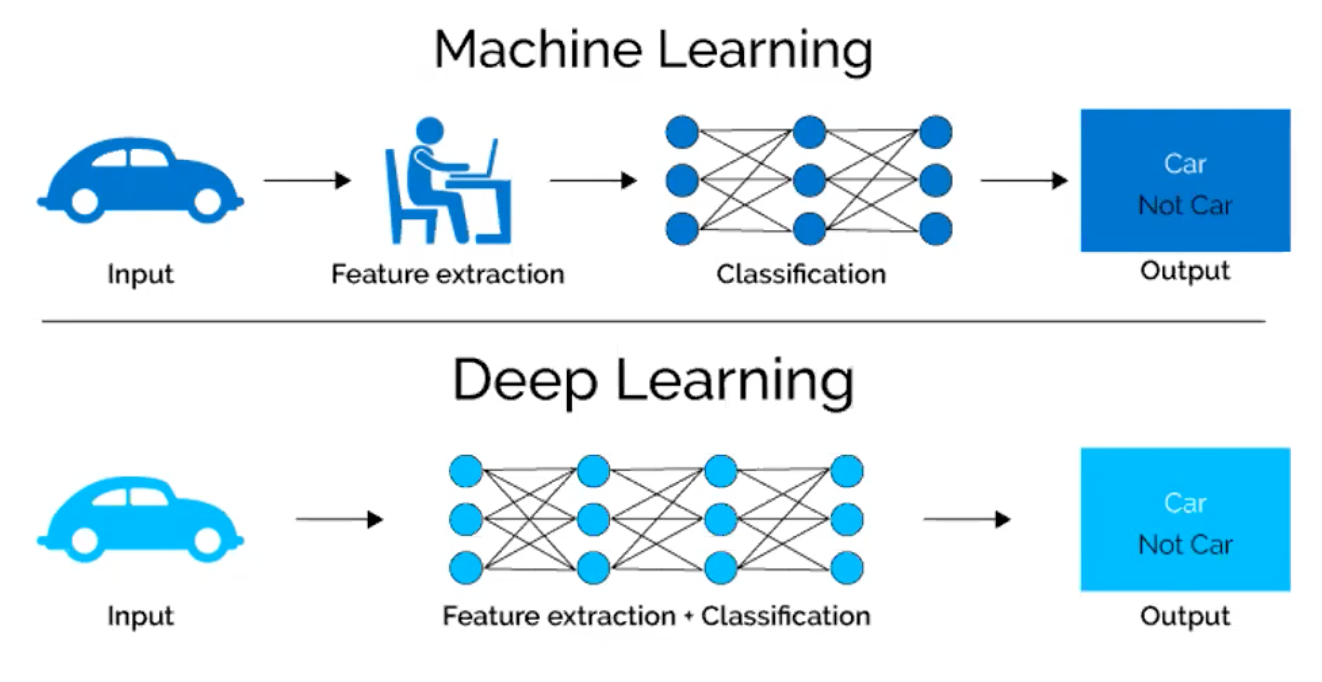 Machine Learning
Car
Not Car
Input
Feature extraction
Classification
Output
Deep Learning
Car
Not Car
Input
Feature extraction + Classification
Output